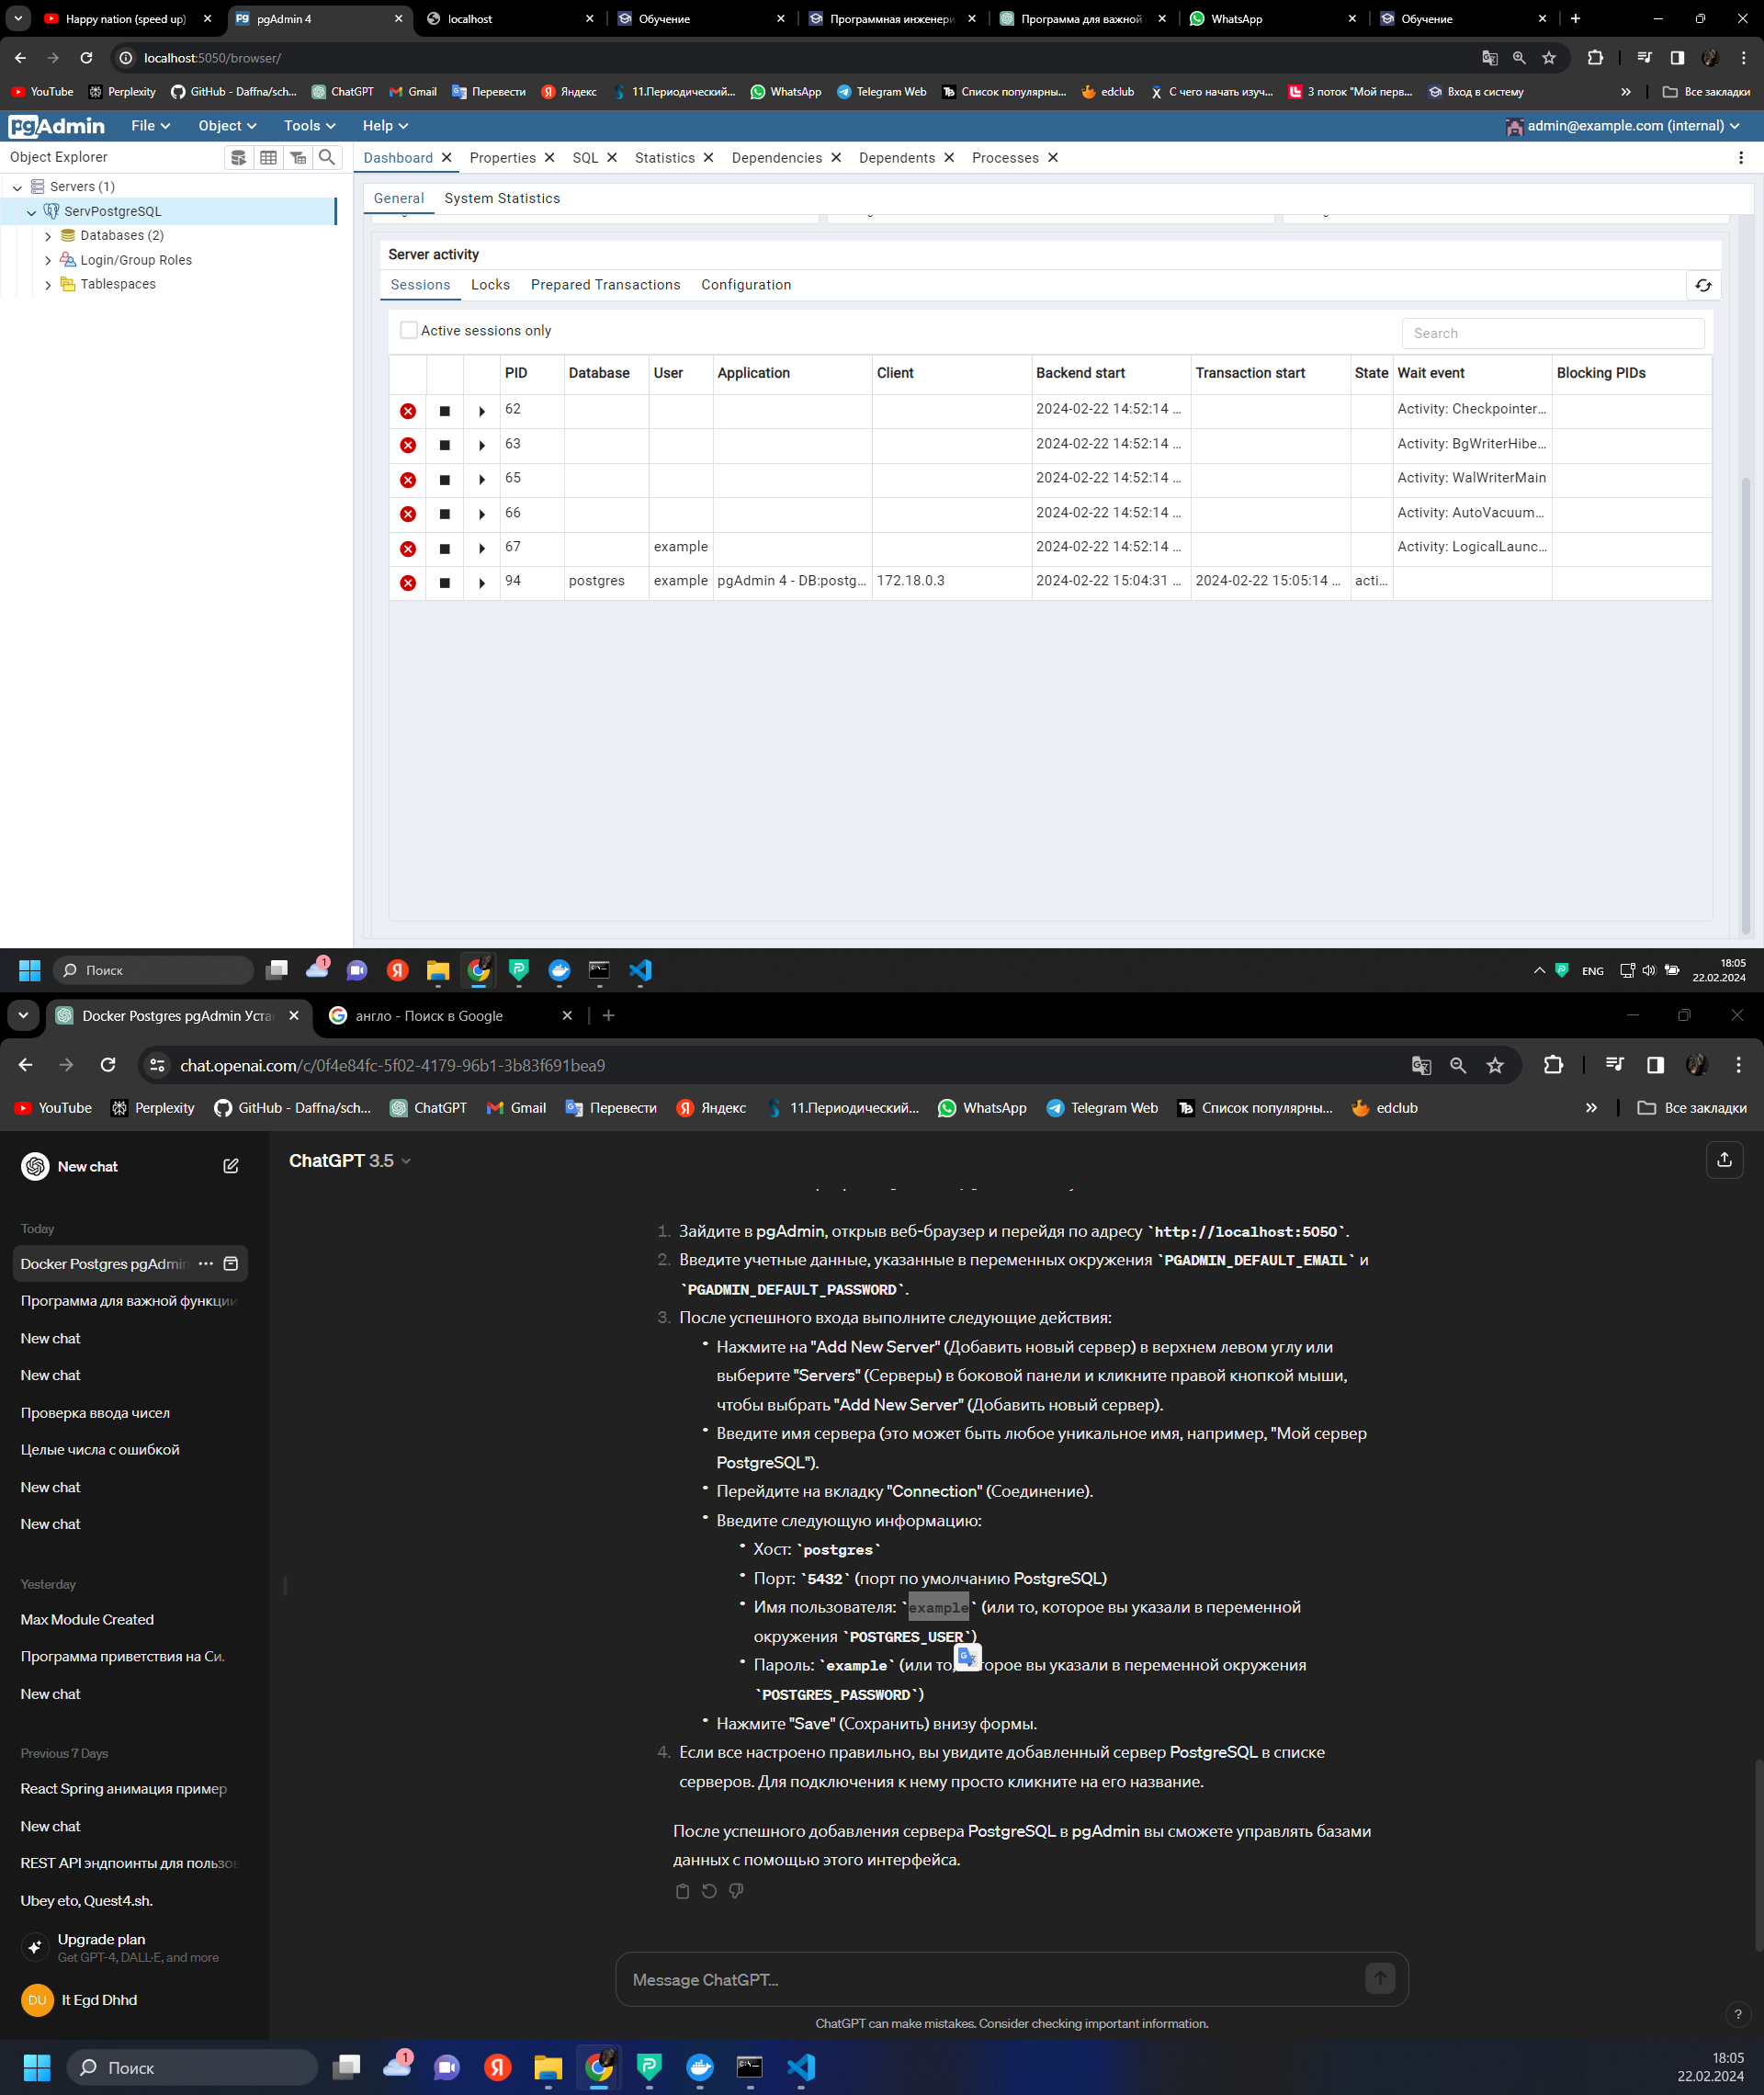 Happy nation (speed up)
pgAdmin 4
localhost
Обучение
Программная инженери
Программа для важной
WhatsApp
Обучение
localhost:5050/browser/
YouTube
Perplexity
GitHub - Daffna/sch...
ChatGPT
Gmail
Перевести
Яндекс
11.Периодический...
WhatsApp
Telegram Web
Список популярны...
edclub
С чего начать изуч...
3 поток "Мой перв...
Вход в систему
Все закладки
pgAdmin
File
Object
Tools
Help
admin@example.com (internal)
Object Explorer
Dashboard
Properties
SQL
Statistics
Dependencies
Dependents
Processes
Servers (1)
ServPostgreSQL
Databases (2)
Login/Group Roles
Tablespaces
General
System Statistics
Server activity
Sessions
Locks
Prepared Transactions
Configuration
Active sessions only
Search
PID Database User Application Client Backend start Transaction start State Wait event Blocking PIDs
62 2024-02-22 14:52:14 ... Activity: Checkpointer...
63 2024-02-22 14:52:14 ... Activity: BgWriterHibe...
65 2024-02-22 14:52:14 ... Activity: WalWriterMain
66 2024-02-22 14:52:14 ... Activity: AutoVacuum...
67 example 2024-02-22 14:52:14 ... Activity: LogicalLaunc...
94 postgres example pgAdmin 4 - DB:postg... 172.18.0.3 2024-02-22 15:04:31 ... 2024-02-22 15:05:14 ... acti...
Поиск
1
ENG
18:05
22.02.2024
Docker Postgres pgAdmin Уста
англо - Поиск в Google
chat.openai.com/c/0f4e84fc-5f02-4179-96b1-3b83f691bea9
YouTube
Perplexity
GitHub - Daffna/sch...
ChatGPT
Gmail
Перевести
Яндекс
11.Периодический...
WhatsApp
Telegram Web
Список популярны...
edclub
Все закладки
New chat
Today
Docker Postgres pgAdmin
Программа для важной функции
New chat
New chat
Проверка ввода чисел
Целые числа с ошибкой
New chat
New chat
Yesterday
Max Module Created
Программа приветствия на Си.
New chat
Previous 7 Days
React Spring анимация пример
New chat
REST API эндпоинты для пользов
Ubey eto, Quest4.sh.
Upgrade plan
Get GPT-4, DALL·E, and more
DU
It Egd Dhhd
ChatGPT 3.5
1. Зайдите в pgAdmin, открыв веб-браузер и перейдя по адресу `http://localhost:5050`.
2. Введите учетные данные, указанные в переменных окружения `PGADMIN_DEFAULT_EMAIL` и
`PGADMIN_DEFAULT_PASSWORD`.
3. После успешного входа выполните следующие действия:
• Нажмите на "Add New Server" (Добавить новый сервер) в верхнем левом углу или
выберите "Servers" (Серверы) в боковой панели и кликните правой кнопкой мыши,
чтобы выбрать "Add New Server" (Добавить новый сервер).
• Введите имя сервера (это может быть любое уникальное имя, например, "Мой сервер
PostgreSQL").
• Перейдите на вкладку "Connection" (Соединение).
• Введите следующую информацию:
• Хост: `postgres`
• Порт: `5432` (порт по умолчанию PostgreSQL)
• Имя пользователя: `example` (или то, которое вы указали в переменной
окружения `POSTGRES_USER`)
• Пароль: `example` (или то, торое вы указали в переменной окружения
`POSTGRES_PASSWORD`)
• Нажмите "Save" (Сохранить) внизу формы.
4. Если все настроено правильно, вы увидите добавленный сервер PostgreSQL в списке
серверов. Для подключения к нему просто кликните на его название.
После успешного добавления сервера PostgreSQL в pgAdmin вы сможете управлять базами
данных с помощью этого интерфейса.
Message ChatGPT...
ChatGPT can make mistakes. Consider checking important information.
?
Поиск
1
18:05
22.02.2024